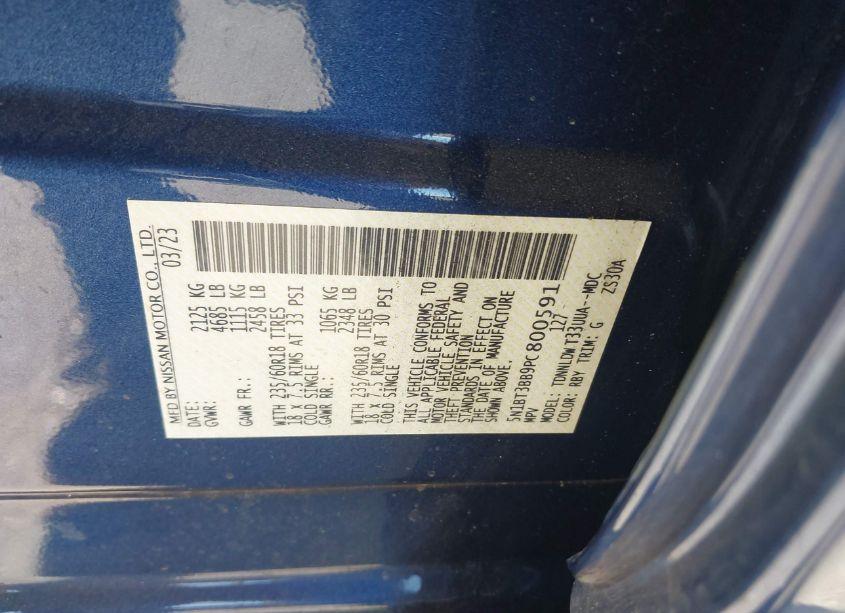 MFD BY NISSAN MOTOR CO., LTD.
DATE: 03/23
GVWR: 2125 KG
4685 LB
GAWR FR.: 1115 KG
2458 LB
WITH 235/60R18 TIRES
18 X 7.5 RIMS AT 33 PSI
COLD SINGLE
GAWR RR.: 1065 KG
2348 LB
WITH 235/60R18 TIRES
18 X 7.5 RIMS AT 30 PSI
COLD SINGLE
THIS VEHICLE CONFORMS TO
ALL APPLICABLE FEDERAL
MOTOR VEHICLE SAFETY AND
THEFT PREVENTION
STANDARDS IN EFFECT ON
THE DATE OF MANUFACTURE
SHOWN ABOVE.
5N1BT3BB9PC800591
MPV 127
MODEL: TDWNLDWT33UUA--MDC
COLOR: RBY TRIM: G ZS30A